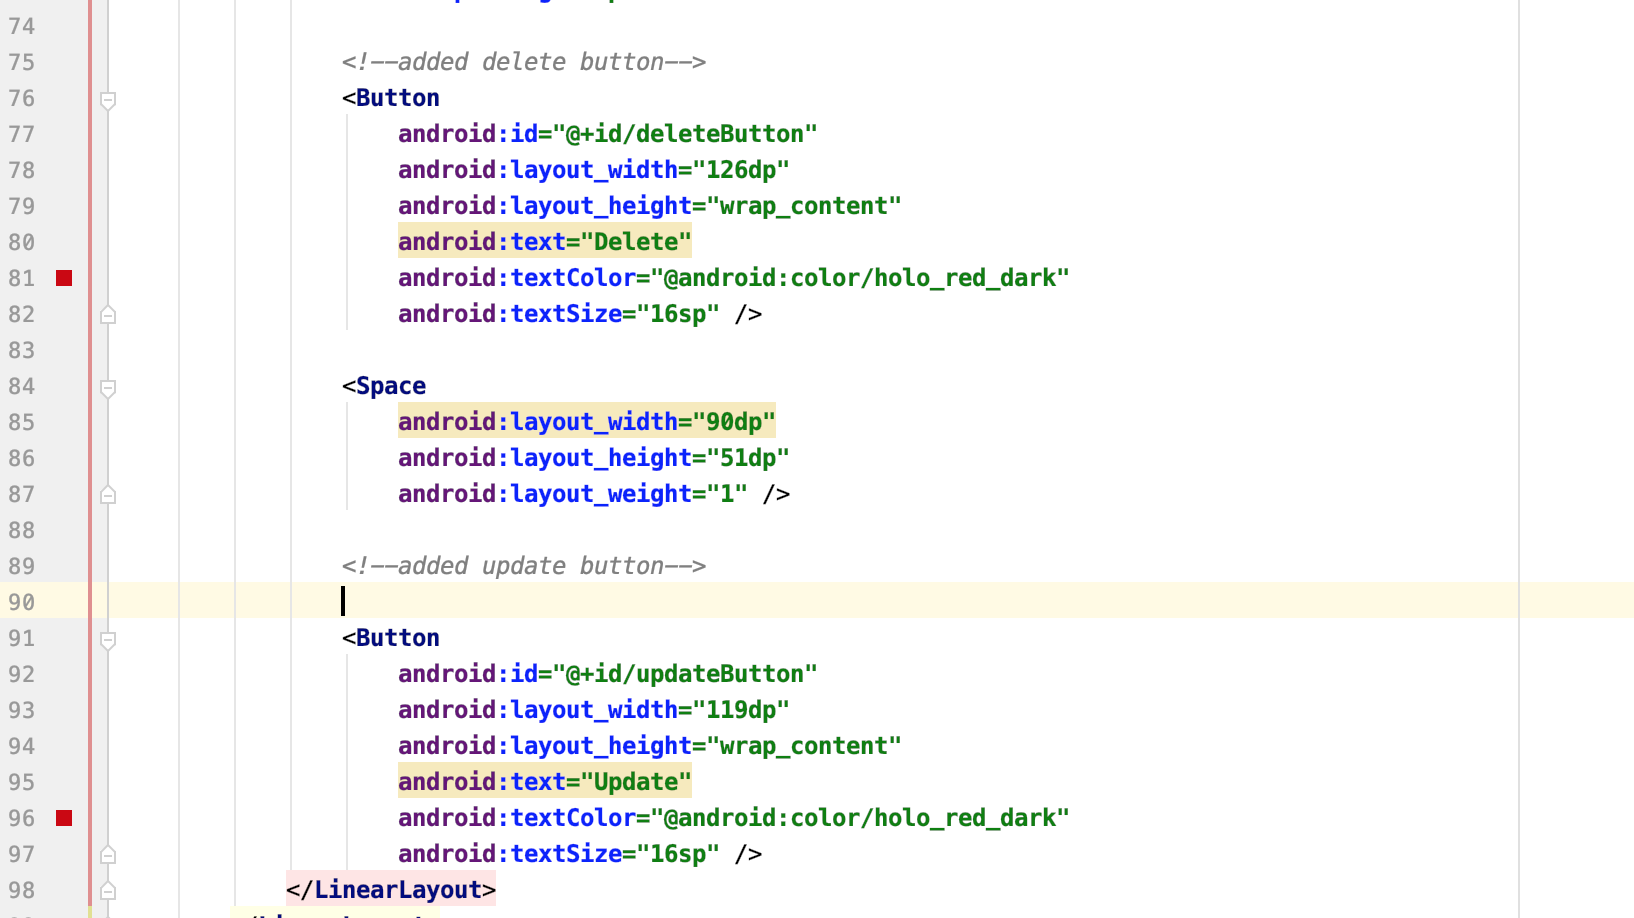 74
75 <!--added delete button-->
76 <Button
77 android:id="@+id/deleteButton"
78 android:layout_width="126dp"
79 android:layout_height="wrap_content"
80 android:text="Delete"
81 android:textColor="@android:color/holo_red_dark"
82 android:textSize="16sp" />
83
84 <Space
85 android:layout_width="90dp"
86 android:layout_height="51dp"
87 android:layout_weight="1" />
88
89 <!--added update button-->
90
91 <Button
92 android:id="@+id/updateButton"
93 android:layout_width="119dp"
94 android:layout_height="wrap_content"
95 android:text="Update"
96 android:textColor="@android:color/holo_red_dark"
97 android:textSize="16sp" />
98 </LinearLayout>